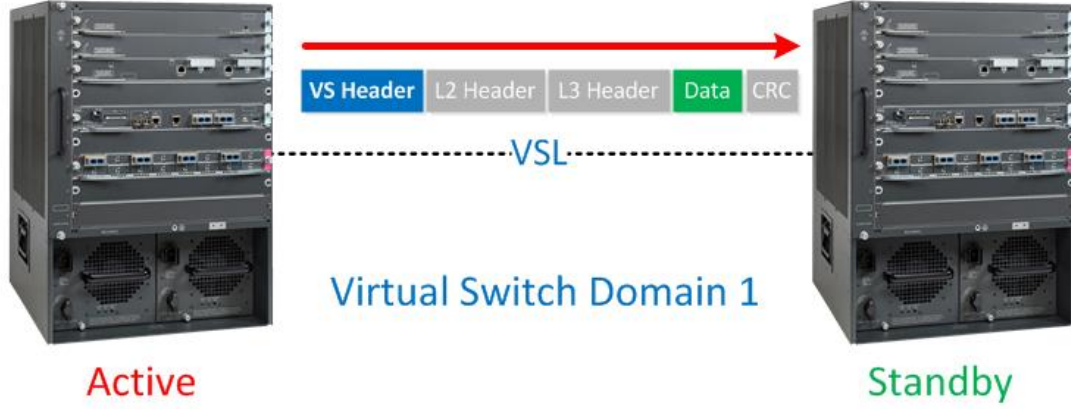 VS Header L2 Header L3 Header Data CRC
VSL
Virtual Switch Domain 1
Active Standby